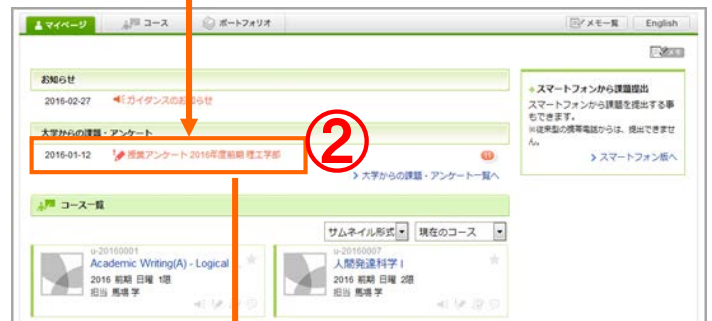 マイページ
コース
ポートフォリオ
メモ一覧
English
メモ
お知らせ
2016-02-27 ガイダンスのお知らせ
大学からの課題・アンケート
2016-01-12 授業アンケート 2016年度前期 理工学部
②
大学からの課題・アンケート一覧へ
スマートフォンから課題提出
スマートフォンから課題を提出する事
もできます。
※従来型の携帯電話からは、提出できませ
ん。
スマートフォン版へ
コース一覧
サムネイル形式
現在のコース
u-20160001
Academic Writing(A) - Logical
2016 前期 日曜 1限
担当 馬場 学
u-20160007
人間発達科学 I
2016 前期 日曜 2限
担当 馬場 学